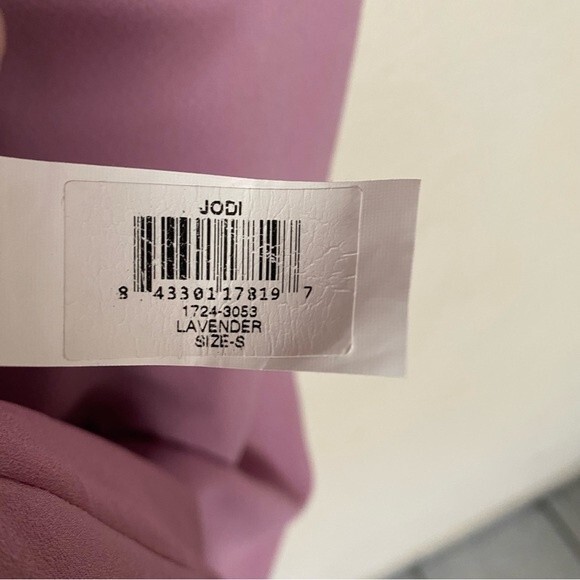 JODI
8 43301 17819 7
1724-3053
LAVENDER
SIZE-S